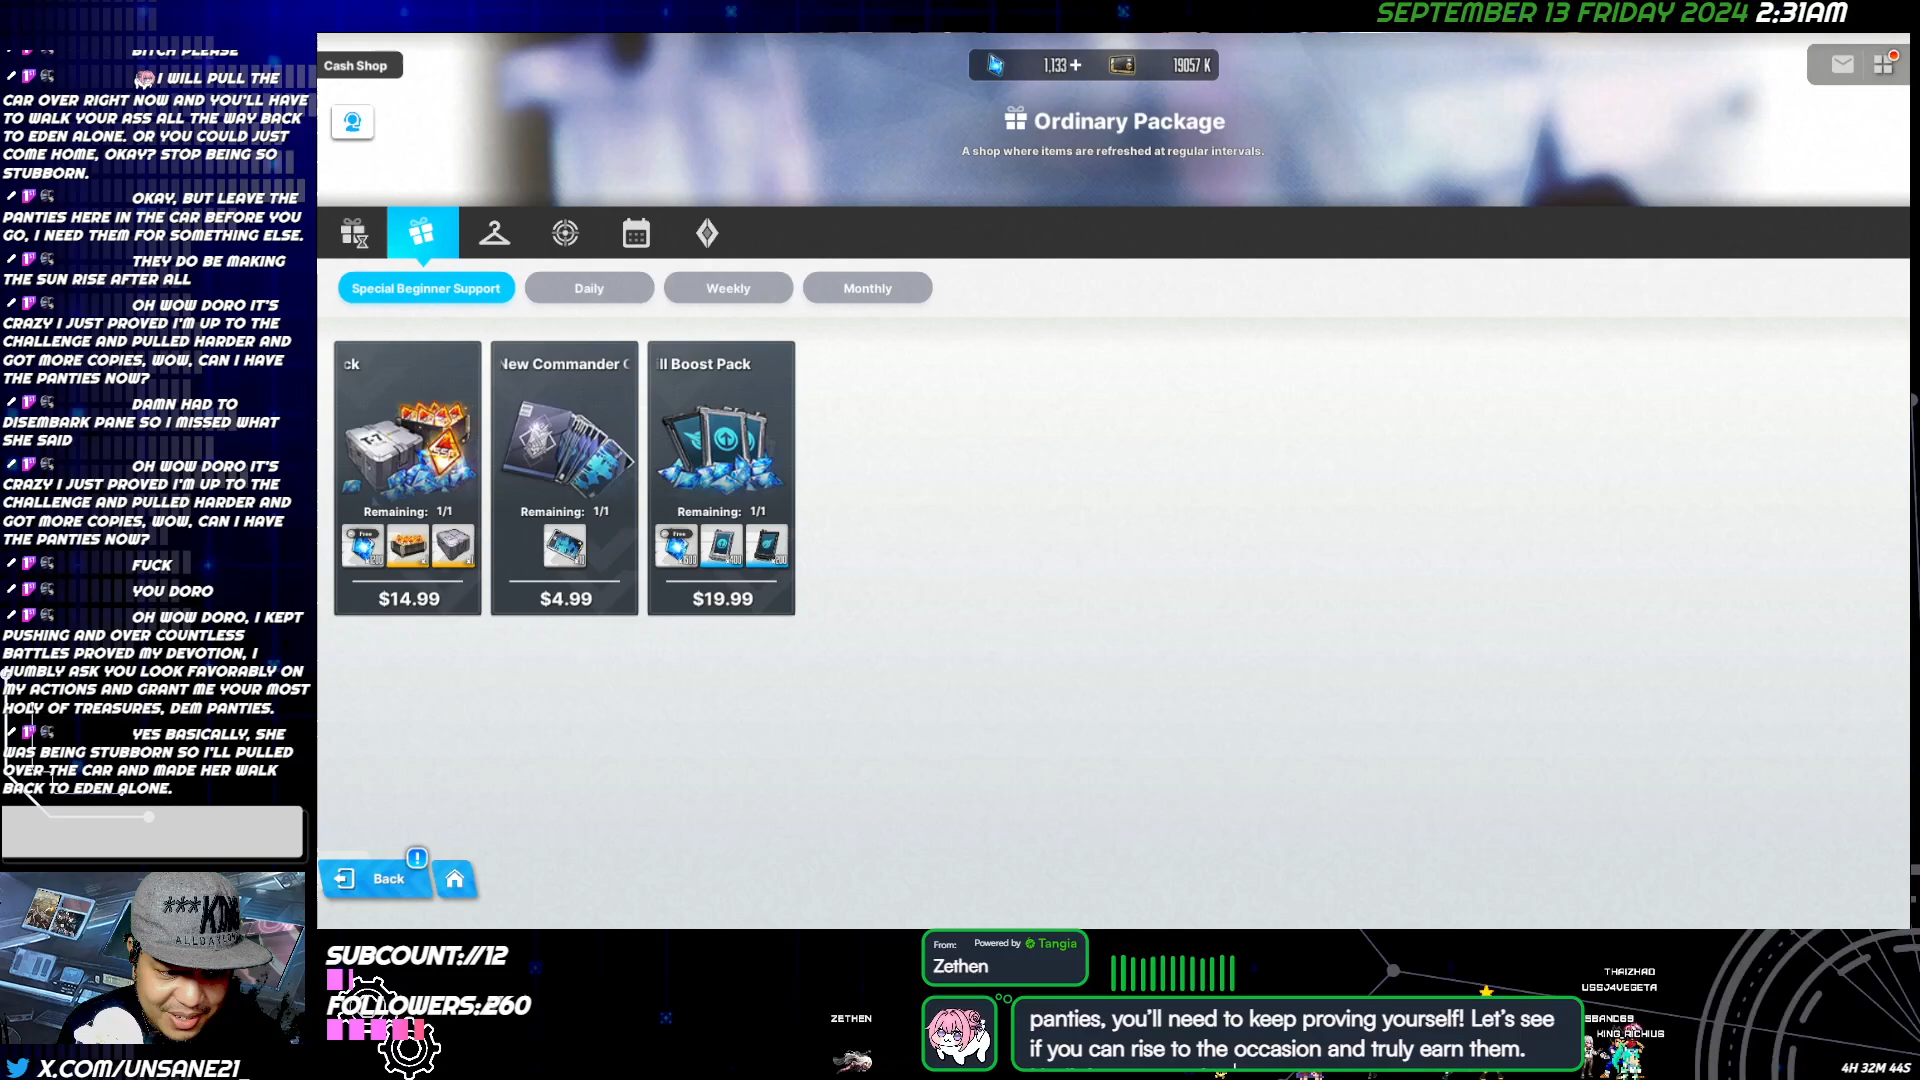 SEPTEMBER 13 FRIDAY 2024 2:31AM
BITCH PLEASE
I WILL PULL THE
CAR OVER RIGHT NOW AND YOU'LL HAVE
TO WALK YOUR ASS ALL THE WAY BACK
TO EDEN ALONE. OR YOU COULD JUST
COME HOME, OKAY? STOP BEING SO
STUBBORN.
OKAY, BUT LEAVE THE
PANTIES HERE IN THE CAR BEFORE YOU
GO, I NEED THEM FOR SOMETHING ELSE.
THEY DO BE MAKING
THE SUN RISE AFTER ALL
OH WOW DORO IT'S
CRAZY I JUST PROVED I'M UP TO THE
CHALLENGE AND PULLED HARDER AND
GOT MORE COPIES, WOW, CAN I HAVE
THE PANTIES NOW?
DAMN HAD TO
DISEMBARK PANE SO I MISSED WHAT
SHE SAID
OH WOW DORO IT'S
CRAZY I JUST PROVED I'M UP TO THE
CHALLENGE AND PULLED HARDER AND
GOT MORE COPIES, WOW, CAN I HAVE
THE PANTIES NOW?
FUCK
YOU DORO
OH WOW DORO, I KEPT
PUSHING AND OVER COUNTLESS
BATTLES PROVED MY DEVOTION, I
HUMBLY ASK YOU LOOK FAVORABLY ON
MY ACTIONS AND GRANT ME YOUR MOST
HOLY OF TREASURES, DEM PANTIES.
YES BASICALLY, SHE
WAS BEING STUBBORN SO I'LL PULLED
OVER THE CAR AND MADE HER WALK
BACK TO EDEN ALONE.
Cash Shop
1,133 +
19057 K
Ordinary Package
A shop where items are refreshed at regular intervals.
Special Beginner Support
Daily
Weekly
Monthly
ck
New Commander
ll Boost Pack
Remaining: 1/1
Remaining: 1/1
Remaining: 1/1
Free
Free
$14.99
$4.99
$19.99
Back
***KING
ALLDAY
SUBCOUNT://12
FOLLOWERS:260
X.COM/UNSANE21_
ZETHEN
From:
Powered by Tangia
Zethen
panties, you'll need to keep proving yourself! Let's see
if you can rise to the occasion and truly earn them.
THAIZHAO
USSJ4VEGETA
KING_AICHIUS
4H 32M 44S